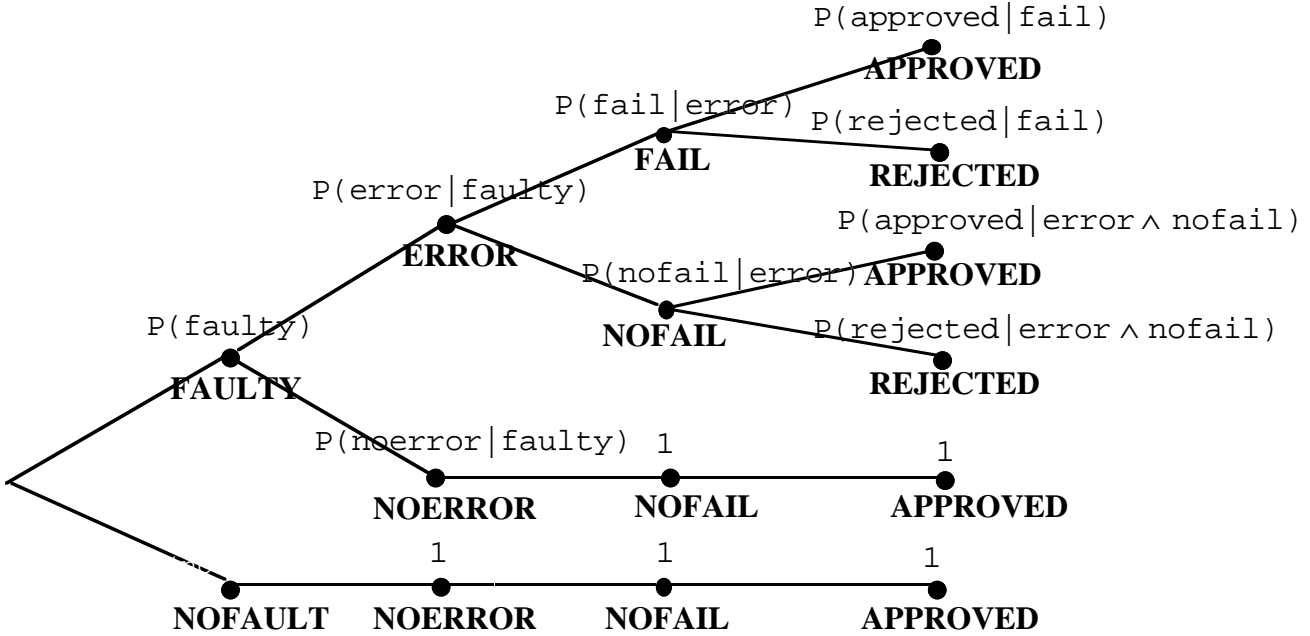 P(approved|fail)
APPROVED
P(fail|error)
P(rejected|fail)
FAIL
REJECTED
P(error|faulty)
P(approved|error ∧ nofail)
ERROR
P(nofail|error)
APPROVED
P(faulty)
NOFAIL
P(rejected|error ∧ nofail)
FAULTY
REJECTED
P(noerror|faulty)
1
1
NOERROR
NOFAIL
APPROVED
1
1
1
NOFAULT
NOERROR
NOFAIL
APPROVED